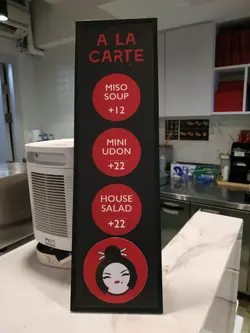 A LA
CARTE
MISO
SOUP
+12
MINI
UDON
+22
HOUSE
SALAD
+22